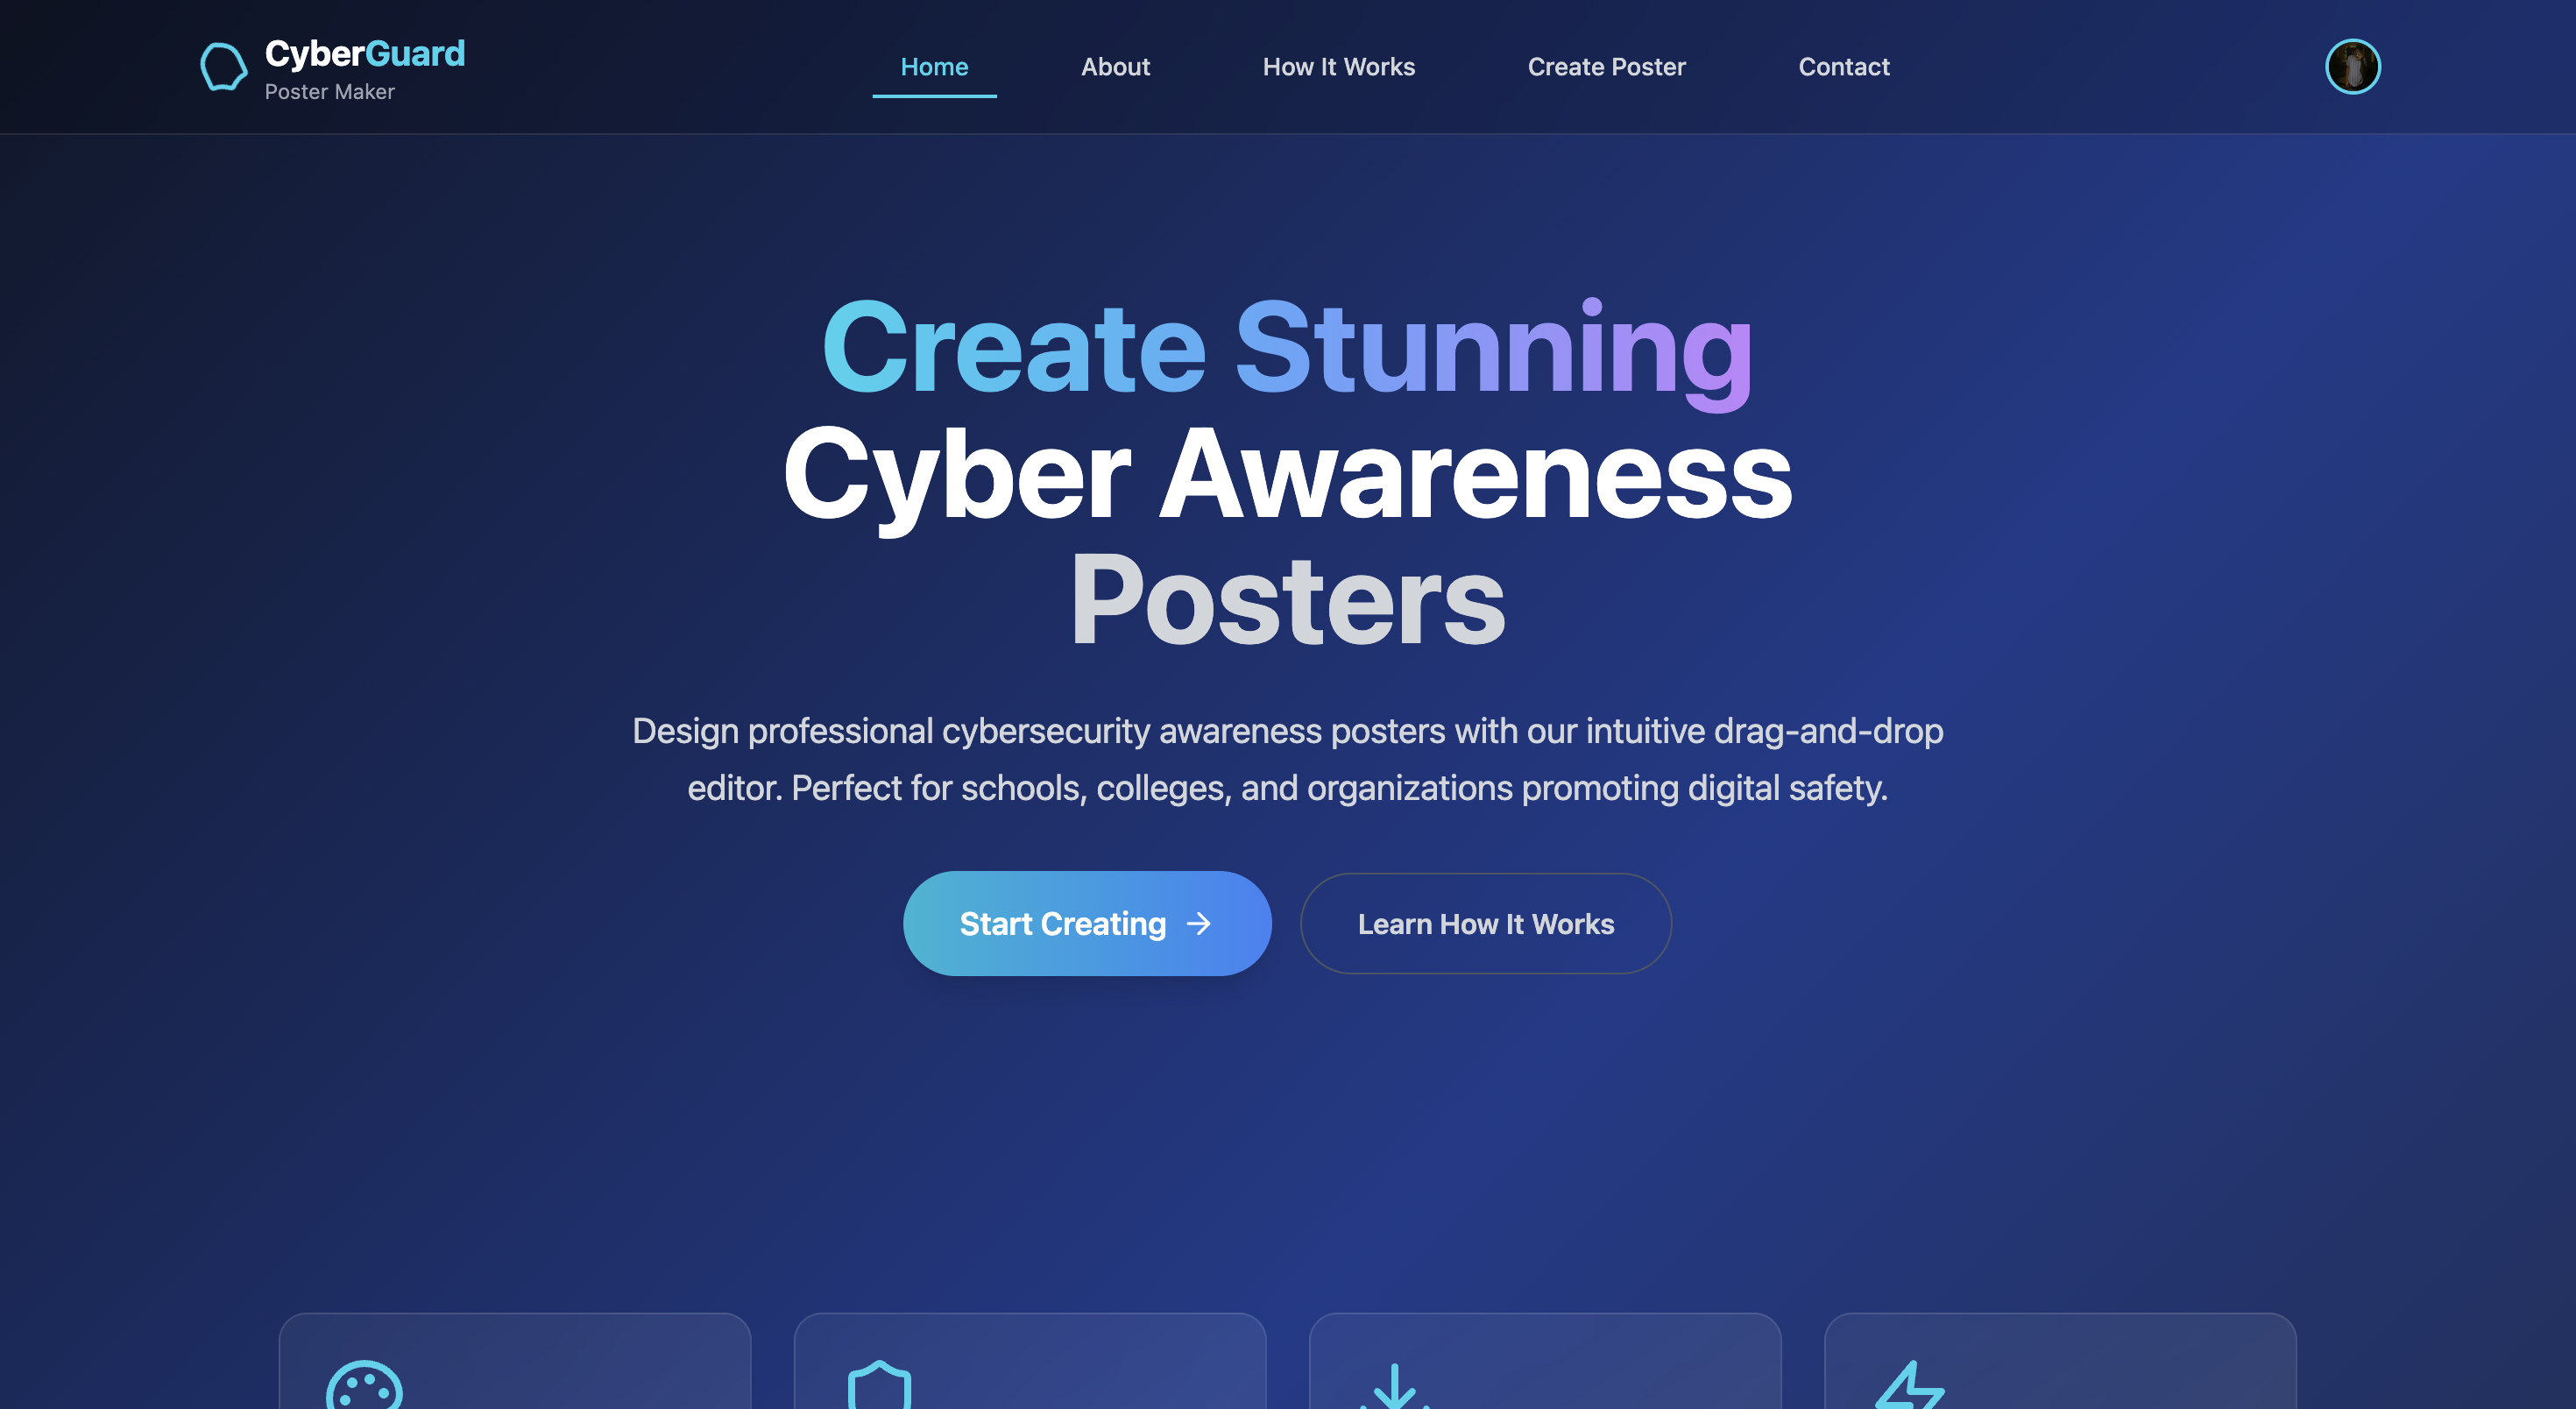 CyberGuard
Poster Maker
Home
About
How It Works
Create Poster
Contact
Create Stunning
Cyber Awareness
Posters
Design professional cybersecurity awareness posters with our intuitive drag-and-drop
editor. Perfect for schools, colleges, and organizations promoting digital safety.
Start Creating →
Learn How It Works